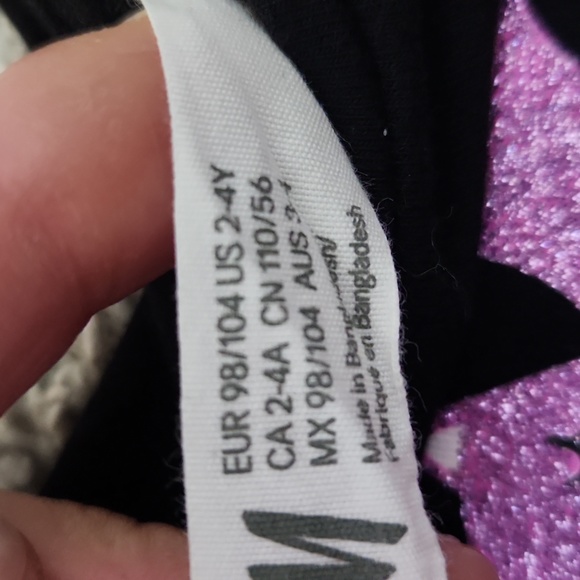 EUR 98/104 US 2-4Y
CA 2-4A CN 110/56
MX 98/104 AUS 3-4
Made in Bangladesh/
Fabriqué en Bangladesh
M